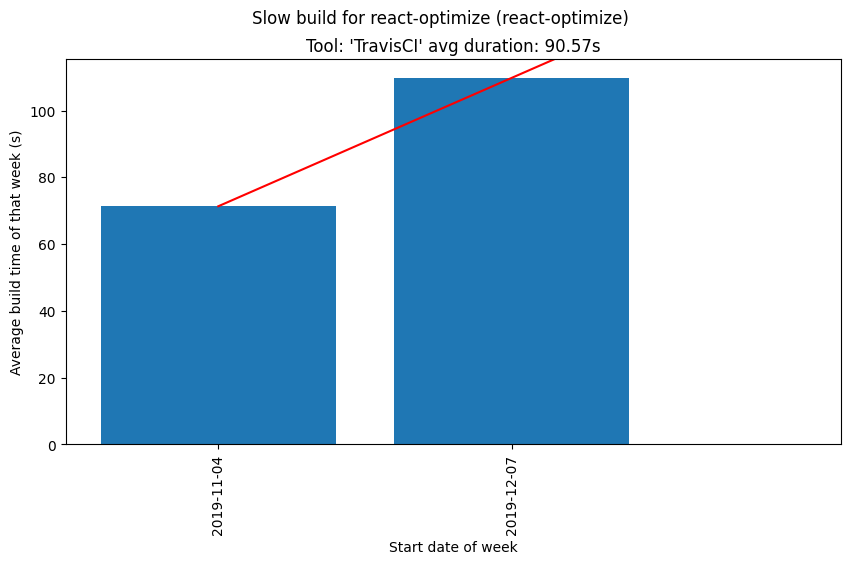 Slow build for react-optimize (react-optimize)
Tool: 'TravisCI' avg duration: 90.57s
Average build time of that week (s)
100
80
60
40
20
0
2019-11-04
2019-12-07
Start date of week